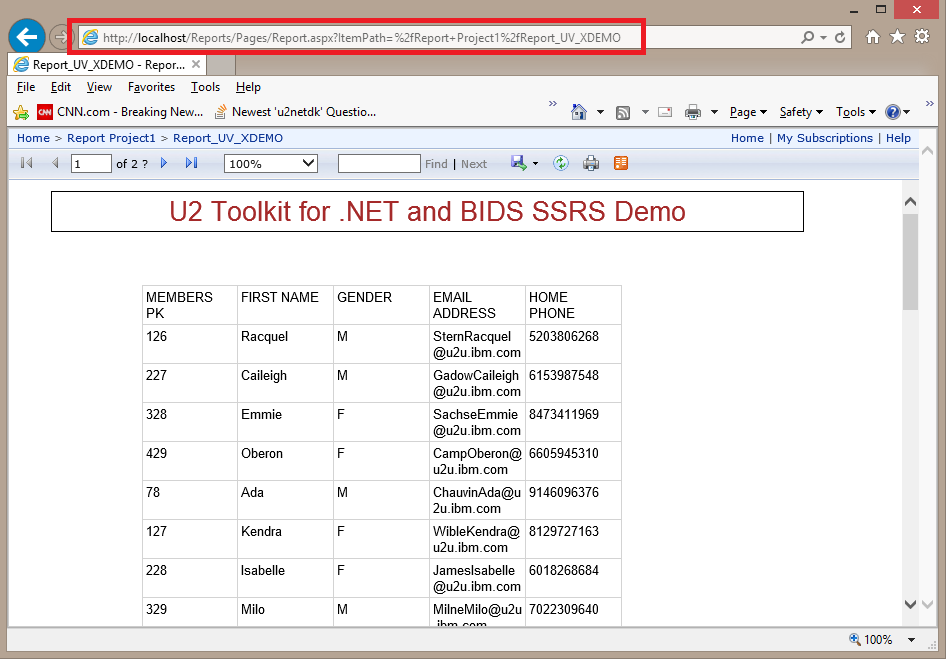 http://localhost/Reports/Pages/Report.aspx?ItemPath=%2fReport+Project1%2fReport_UV_XDEMO
Report_UV_XDEMO - Repor...
File Edit View Favorites Tools Help
CNN.com - Breaking New... Newest 'u2netdk' Questio... Page Safety Tools
Home > Report Project1 > Report_UV_XDEMO Home | My Subscriptions | Help
1 of 2 ? 100% Find | Next
U2 Toolkit for .NET and BIDS SSRS Demo
MEMBERS FIRST NAME GENDER EMAIL HOME
PK ADDRESS PHONE
126 Racquel M SternRacquel 5203806268
@u2u.ibm.com
227 Caileigh M GadowCaileigh 6153987548
@u2u.ibm.com
328 Emmie F SachseEmmie 8473411969
@u2u.ibm.com
429 Oberon F CampOberon@ 6605945310
u2u.ibm.com
78 Ada M ChauvinAda@u 9146096376
2u.ibm.com
127 Kendra F WibleKendra@ 8129727163
u2u.ibm.com
228 Isabelle F JamesIsabelle 6018268684
@u2u.ibm.com
329 Milo M MilneMilo@u2u 7022309640
.ibm.com
100%